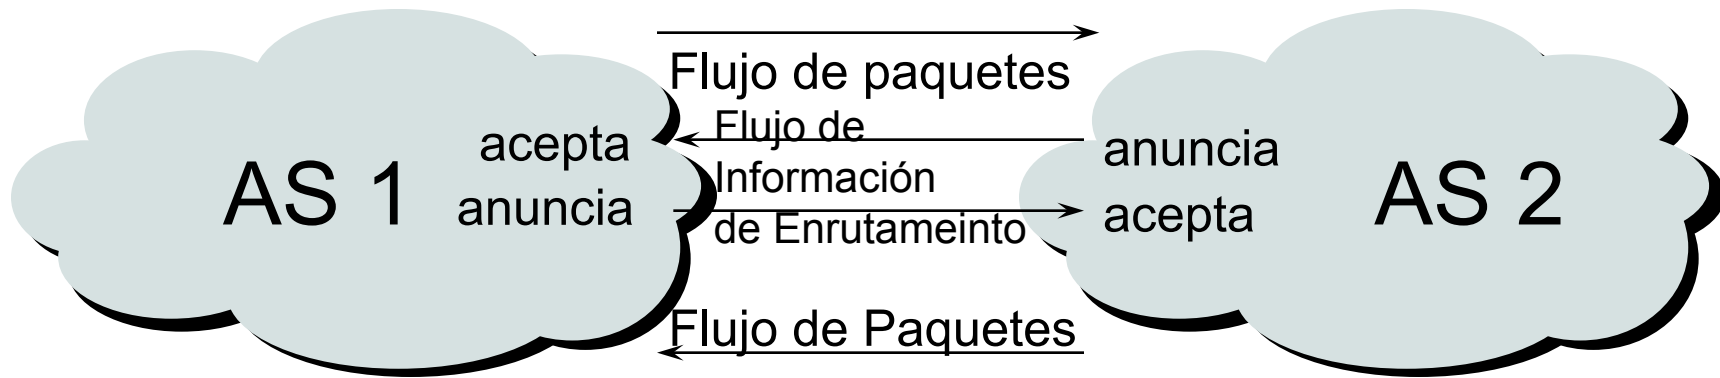 AS 1
acepta
anuncia
Flujo de paquetes
Flujo de
Información
de Enrutameinto
Flujo de Paquetes
anuncia
acepta
AS 2